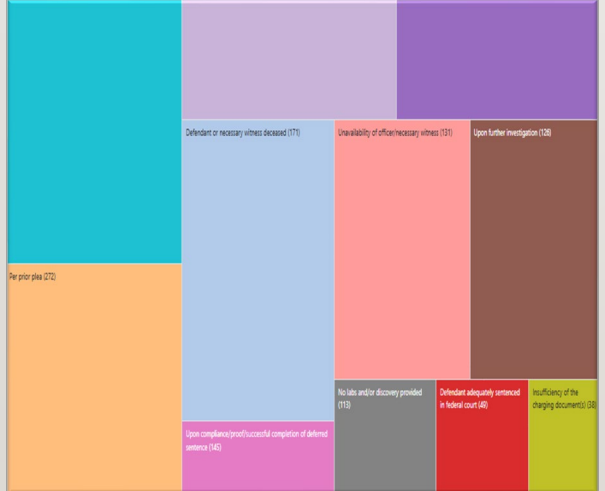 Defendant or necessary witness deceased (171)
Unavailability of officer/necessary witness (131)
Upon further investigation (128)
Per prior plea (272)
No labs and/or discovery provided
(113)
Defendant adequately sentenced
in federal court (49)
Insufficiency of the
charging document(s) (38)
Upon compliance/proof/successful completion of deferred
sentence (145)